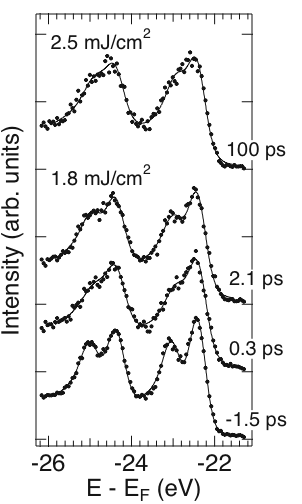 2.5 mJ/cm²
100 ps
1.8 mJ/cm²
2.1 ps
0.3 ps
-1.5 ps
Intensity (arb. units)
-26 -24 -22
E - E_F (eV)